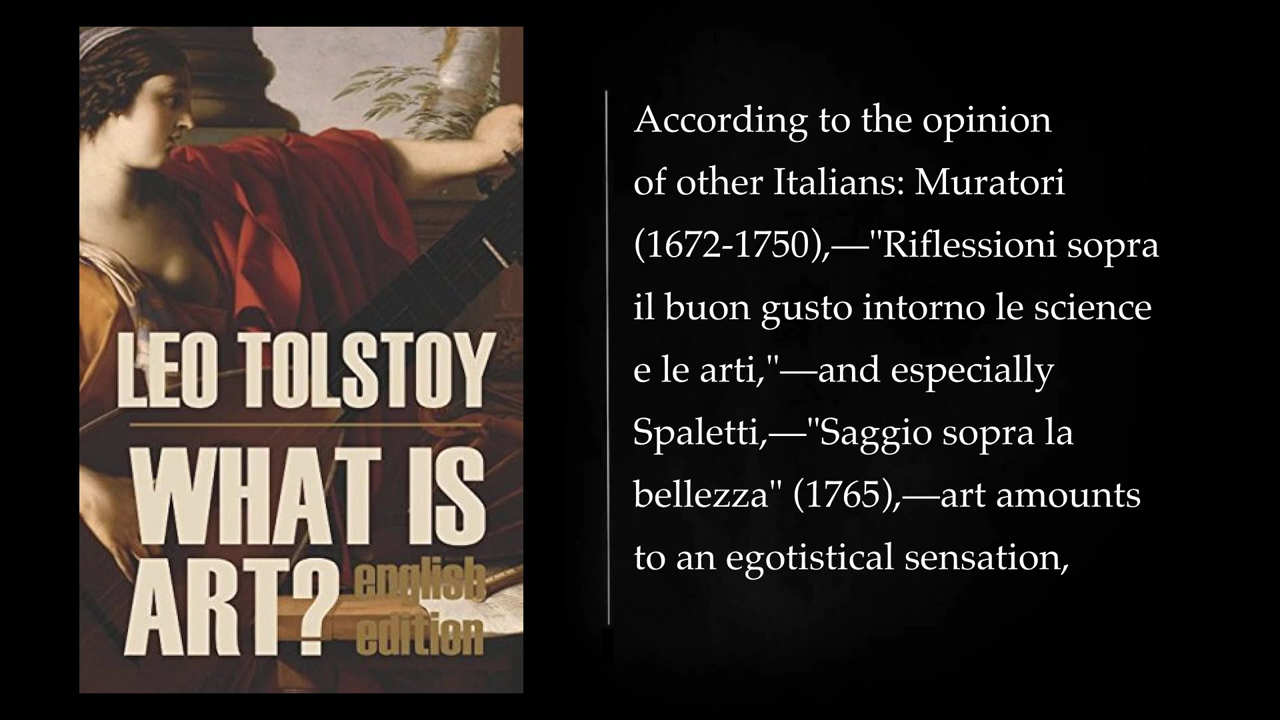 LEO TOLSTOY
WHAT IS
ART?
english
edition
According to the opinion
of other Italians: Muratori
(1672-1750),—"Riflessioni sopra
il buon gusto intorno le science
e le arti,"—and especially
Spaletti,—"Saggio sopra la
bellezza" (1765),—art amounts
to an egotistical sensation,